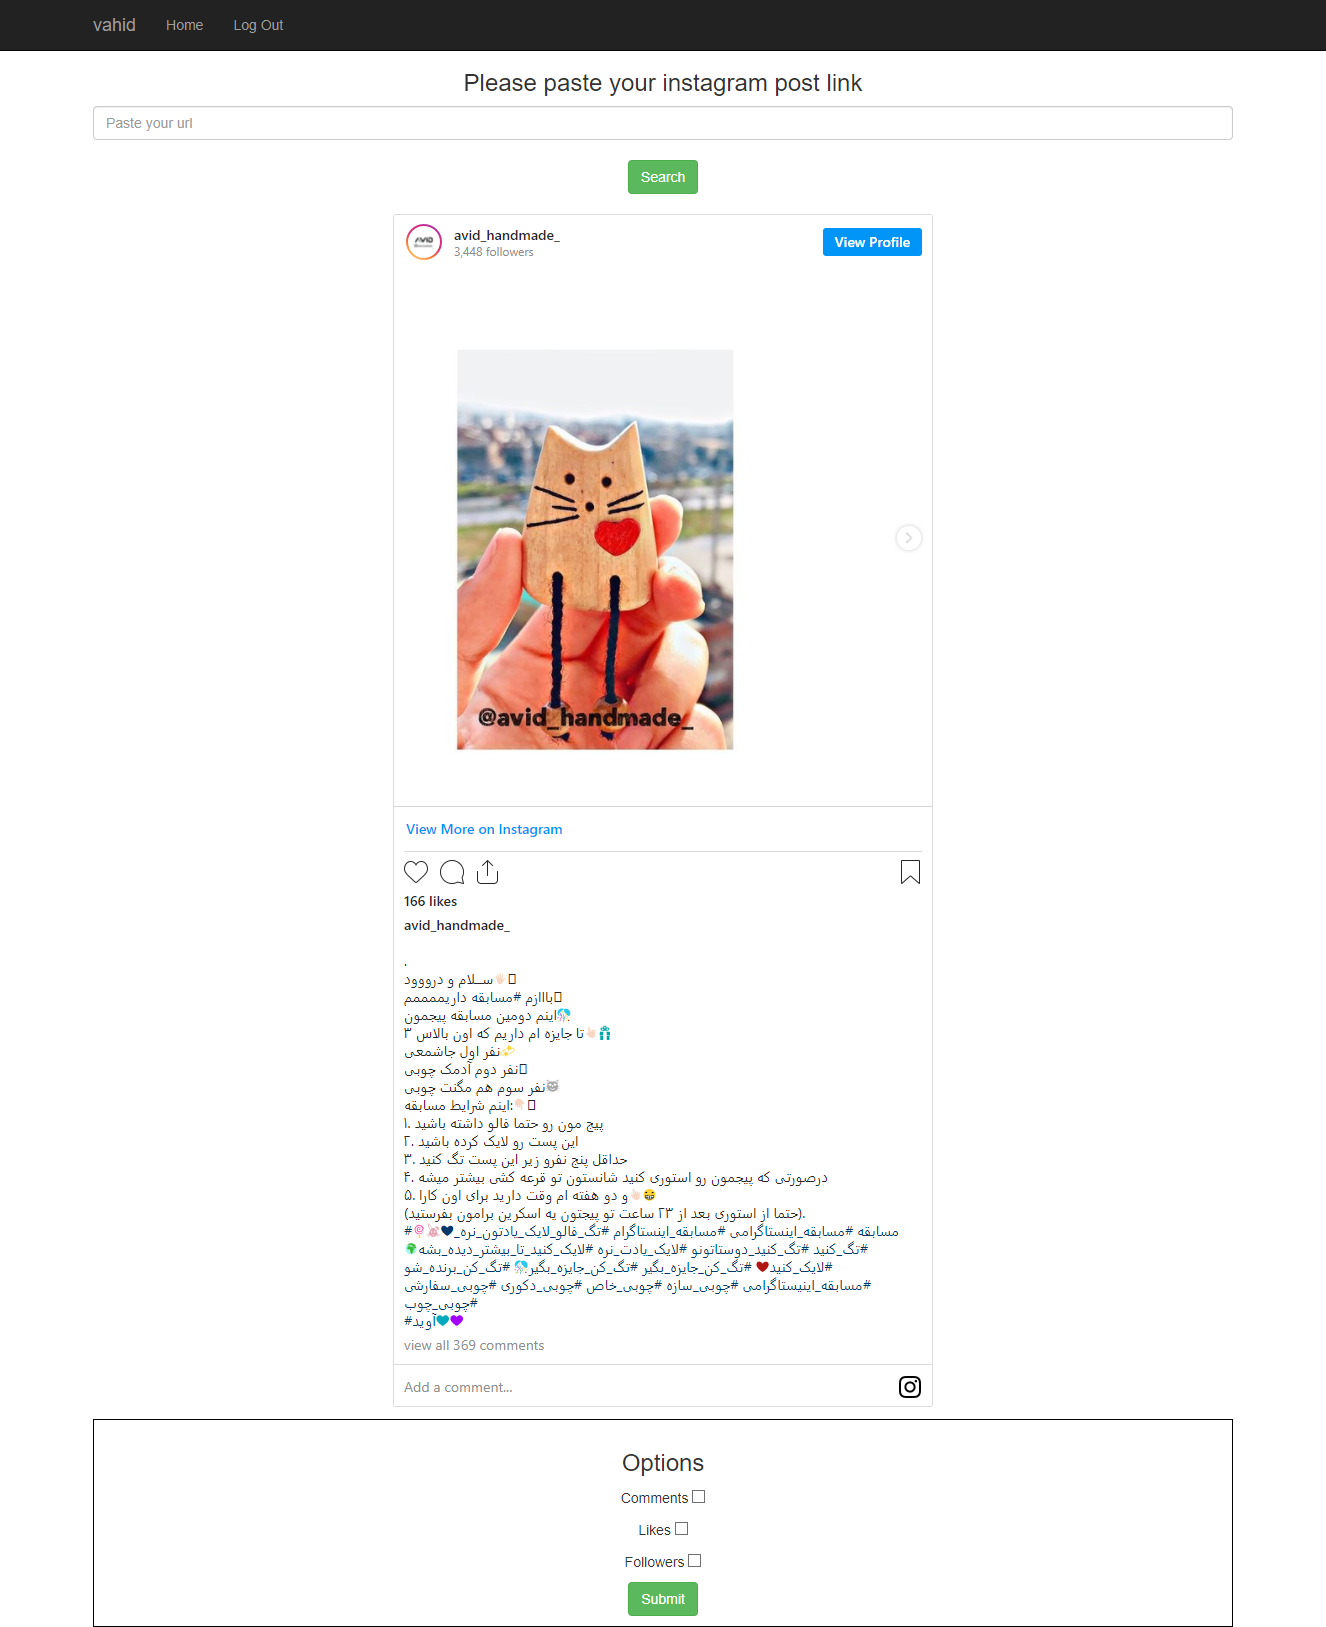 vahid Home Log Out
Please paste your instagram post link
Paste your url
Search
AVID
avid_handmade_
3,448 followers
View Profile
@avid_handmade_
View More on Instagram
166 likes
avid_handmade_
.
ســلام و درووود🖐🏻
بااازم #مسابقه داریممممم
اینم دومین مسابقه پیجمون🎊
۳ تا جایزه ام داریم که اون بالاس👆🏻🎁
نفر اول جاشمعی✨
نفر دوم آدمک چوبی
نفر سوم هم مگنت چوبی🐱
اینم شرایط مسابقه:👇🏻
۱. پیج مون رو حتما فالو داشته باشید
۲. این پست رو لایک کرده باشید
۳. حداقل پنج نفرو زیر این پست تگ کنید
۴. درصورتی که پیجمون رو استوری کنید شانستون تو قرعه کشی بیشتر میشه
۵. و دو هفته ام وقت دارید برای اون کارا👆🏻😁
(حتما از استوری بعد از ۲۳ ساعت تو پیجتون یه اسکرین برامون بفرستید).
#مسابقه #مسابقه_اینستاگرامی #مسابقه_اینستاگرام #تگ_فالو_لایک_یادتون_نره_💙🐰🍭
#تگ_کنید #تگ_کنید_دوستاتونو #لایک_یادت_نره #لایک_کنید_تا_بیشتر_دیده_بشه🌍
#لایک_کنید❤ #تگ_کن_جایزه_بگیر #تگ_کن_جایزه_بگیر🎊 #تگ_کن_برنده_شو
#مسابقه_اینیستاگرامی #چوبی_سازه #چوبی_خاص #چوبی_دکوری #چوبی_سفارشی
#چوبی_چوب
#آوید💙💜
view all 369 comments
Add a comment...
Options
Comments
Likes
Followers
Submit